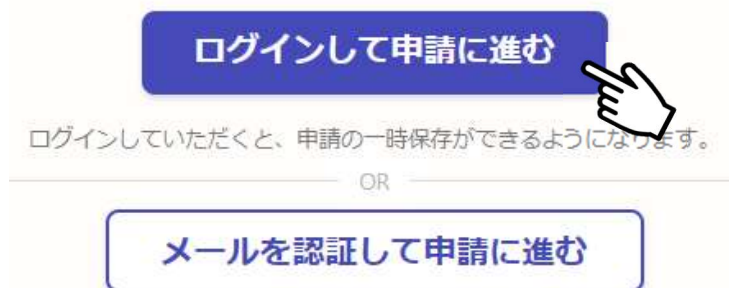 ログインして申請に進む
ログインしていただくと、申請の一時保存ができるようになります。
OR
メールを認証して申請に進む